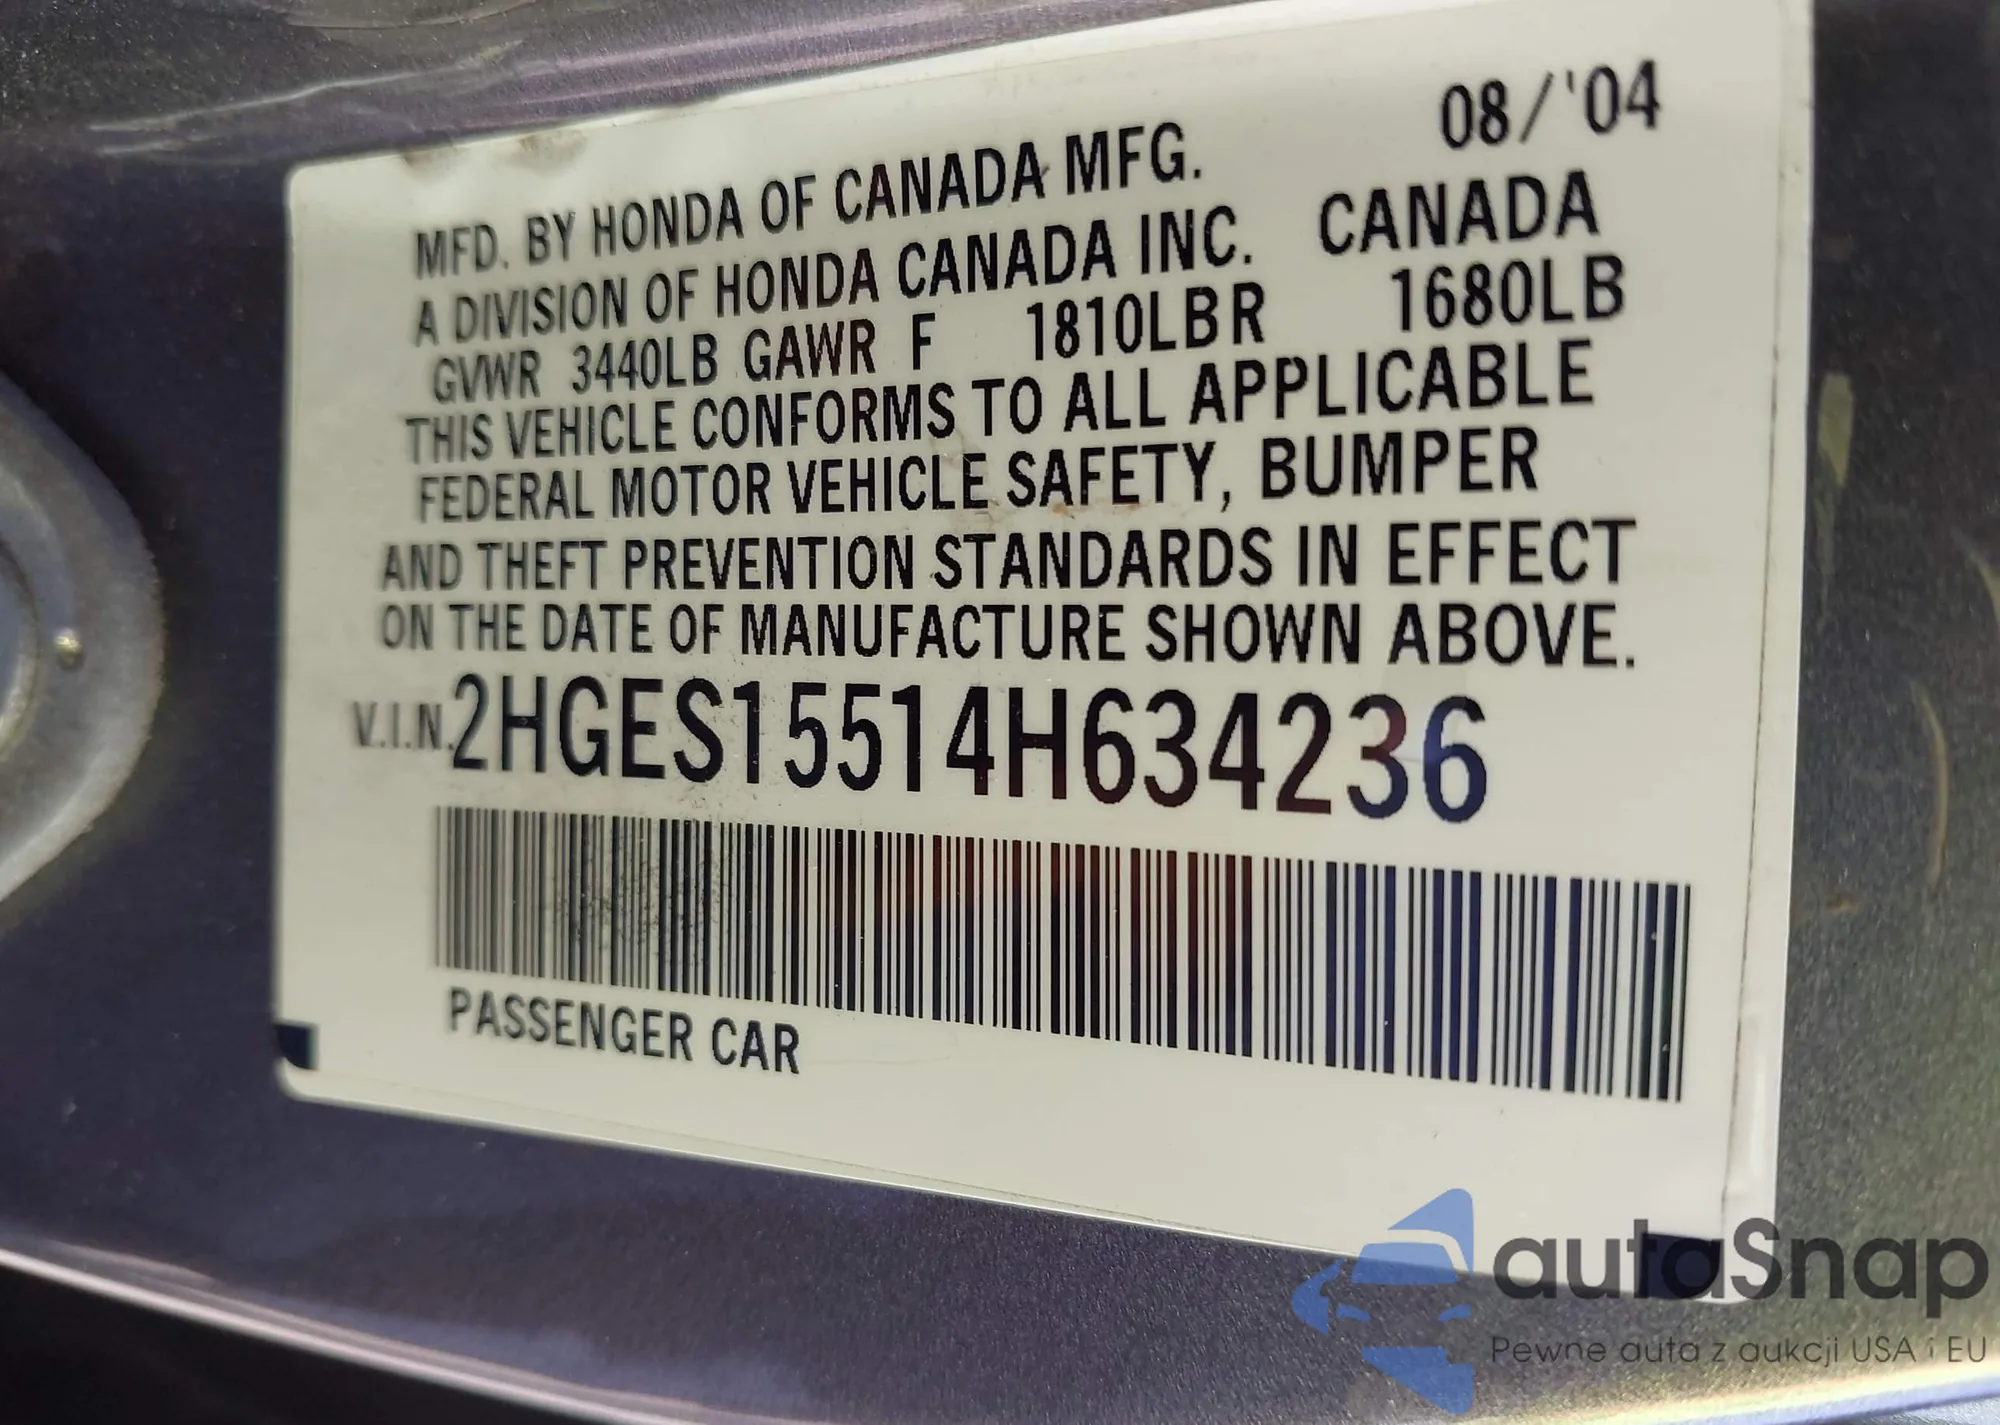 08/'04
MFD. BY HONDA OF CANADA MFG.
A DIVISION OF HONDA CANADA INC. CANADA
GVWR 3440LB GAWR F 1810LB R 1680LB
THIS VEHICLE CONFORMS TO ALL APPLICABLE
FEDERAL MOTOR VEHICLE SAFETY, BUMPER
AND THEFT PREVENTION STANDARDS IN EFFECT
ON THE DATE OF MANUFACTURE SHOWN ABOVE.
V.I.N.2HGES15514H634236
PASSENGER CAR
autaSnap
Pewne auta z aukcji USA i EU